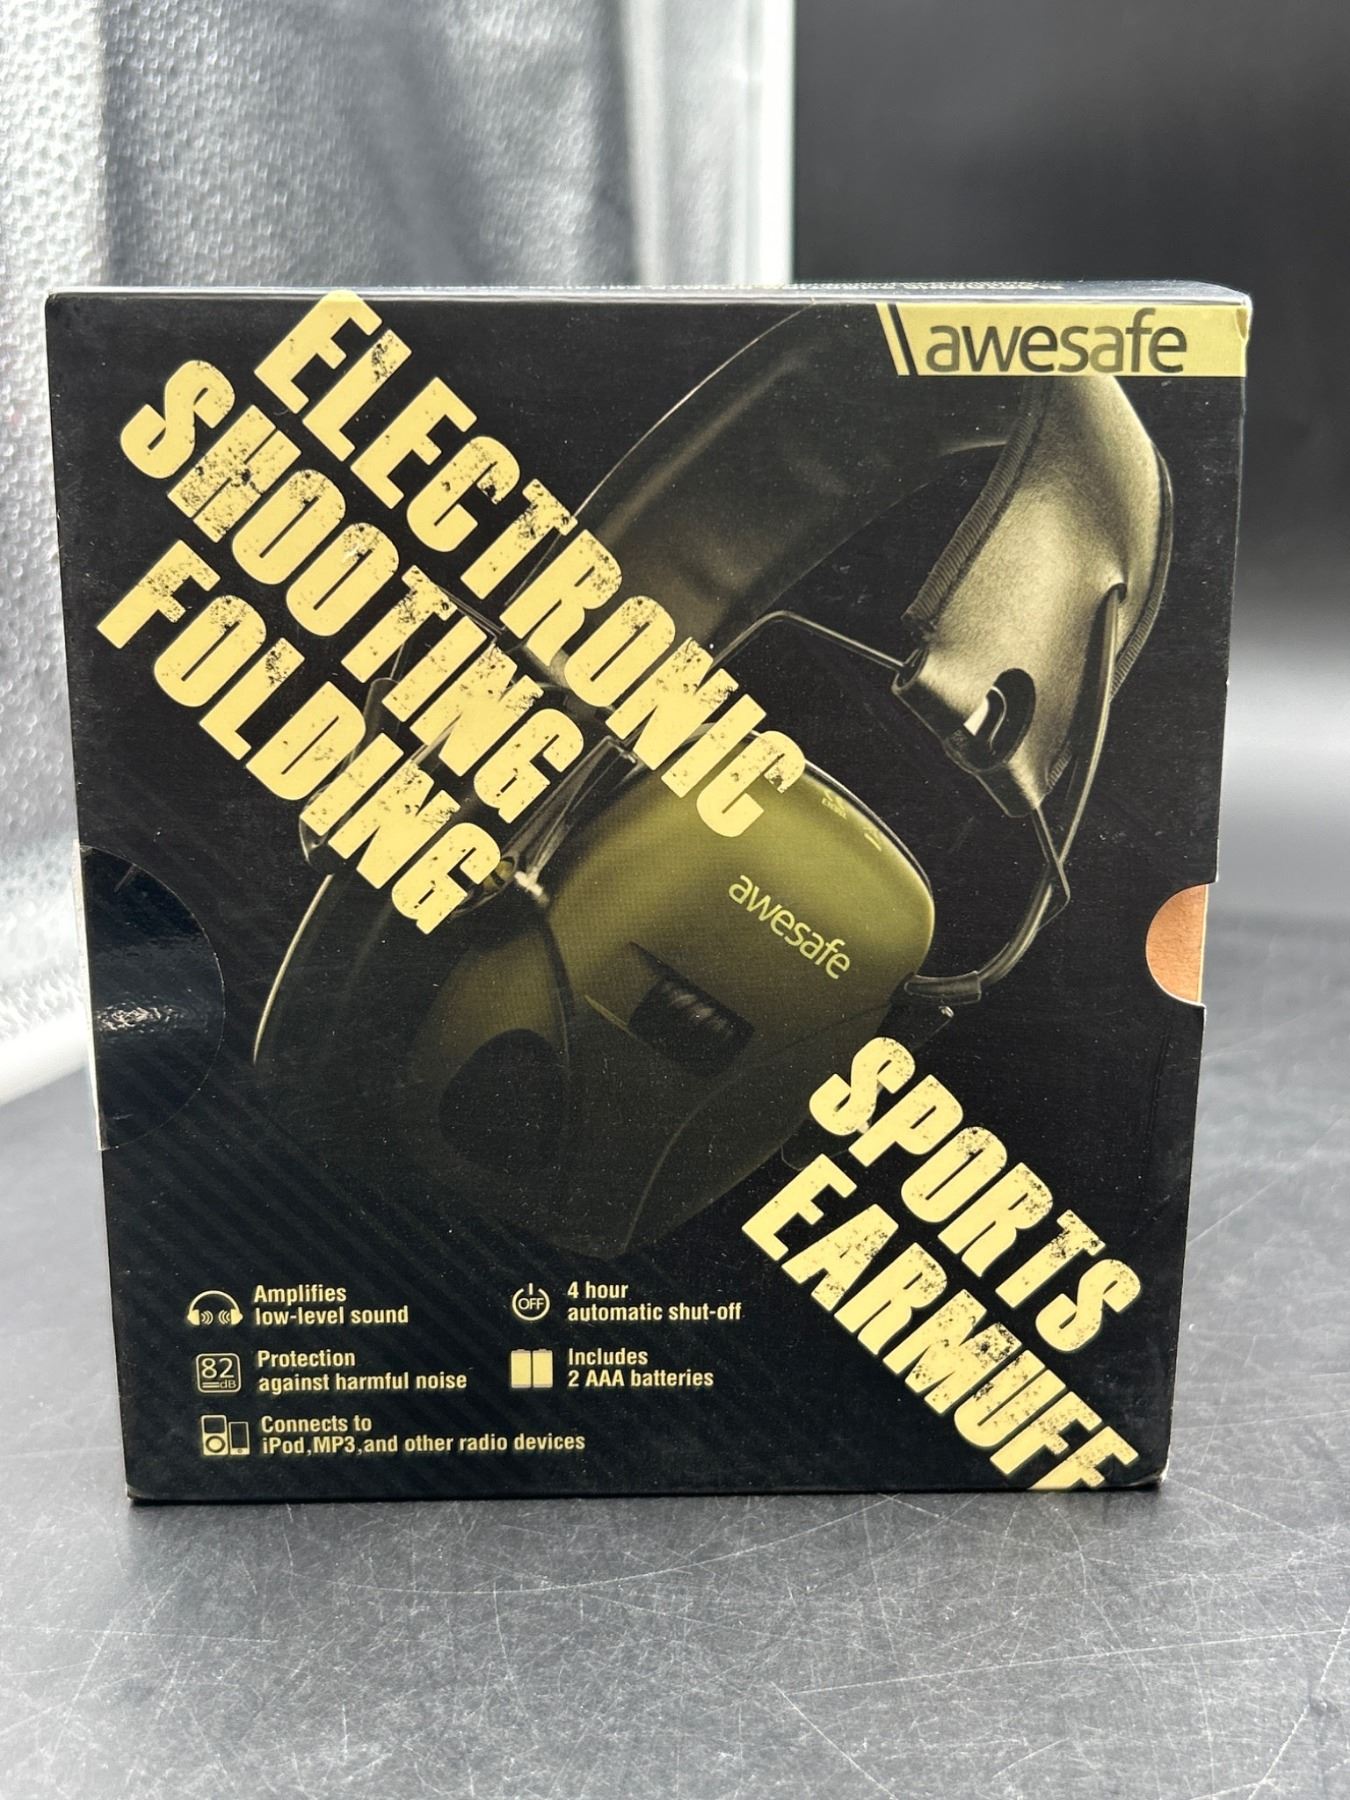 awesafe
ELECTRONIC
SHOOTING
FOLDING
awesafe
SPORTS
EARMUFF
Amplifies
low-level sound
4 hour
automatic shut-off
OFF
82
dB
Protection
against harmful noise
Includes
2 AAA batteries
Connects to
iPod,MP3,and other radio devices